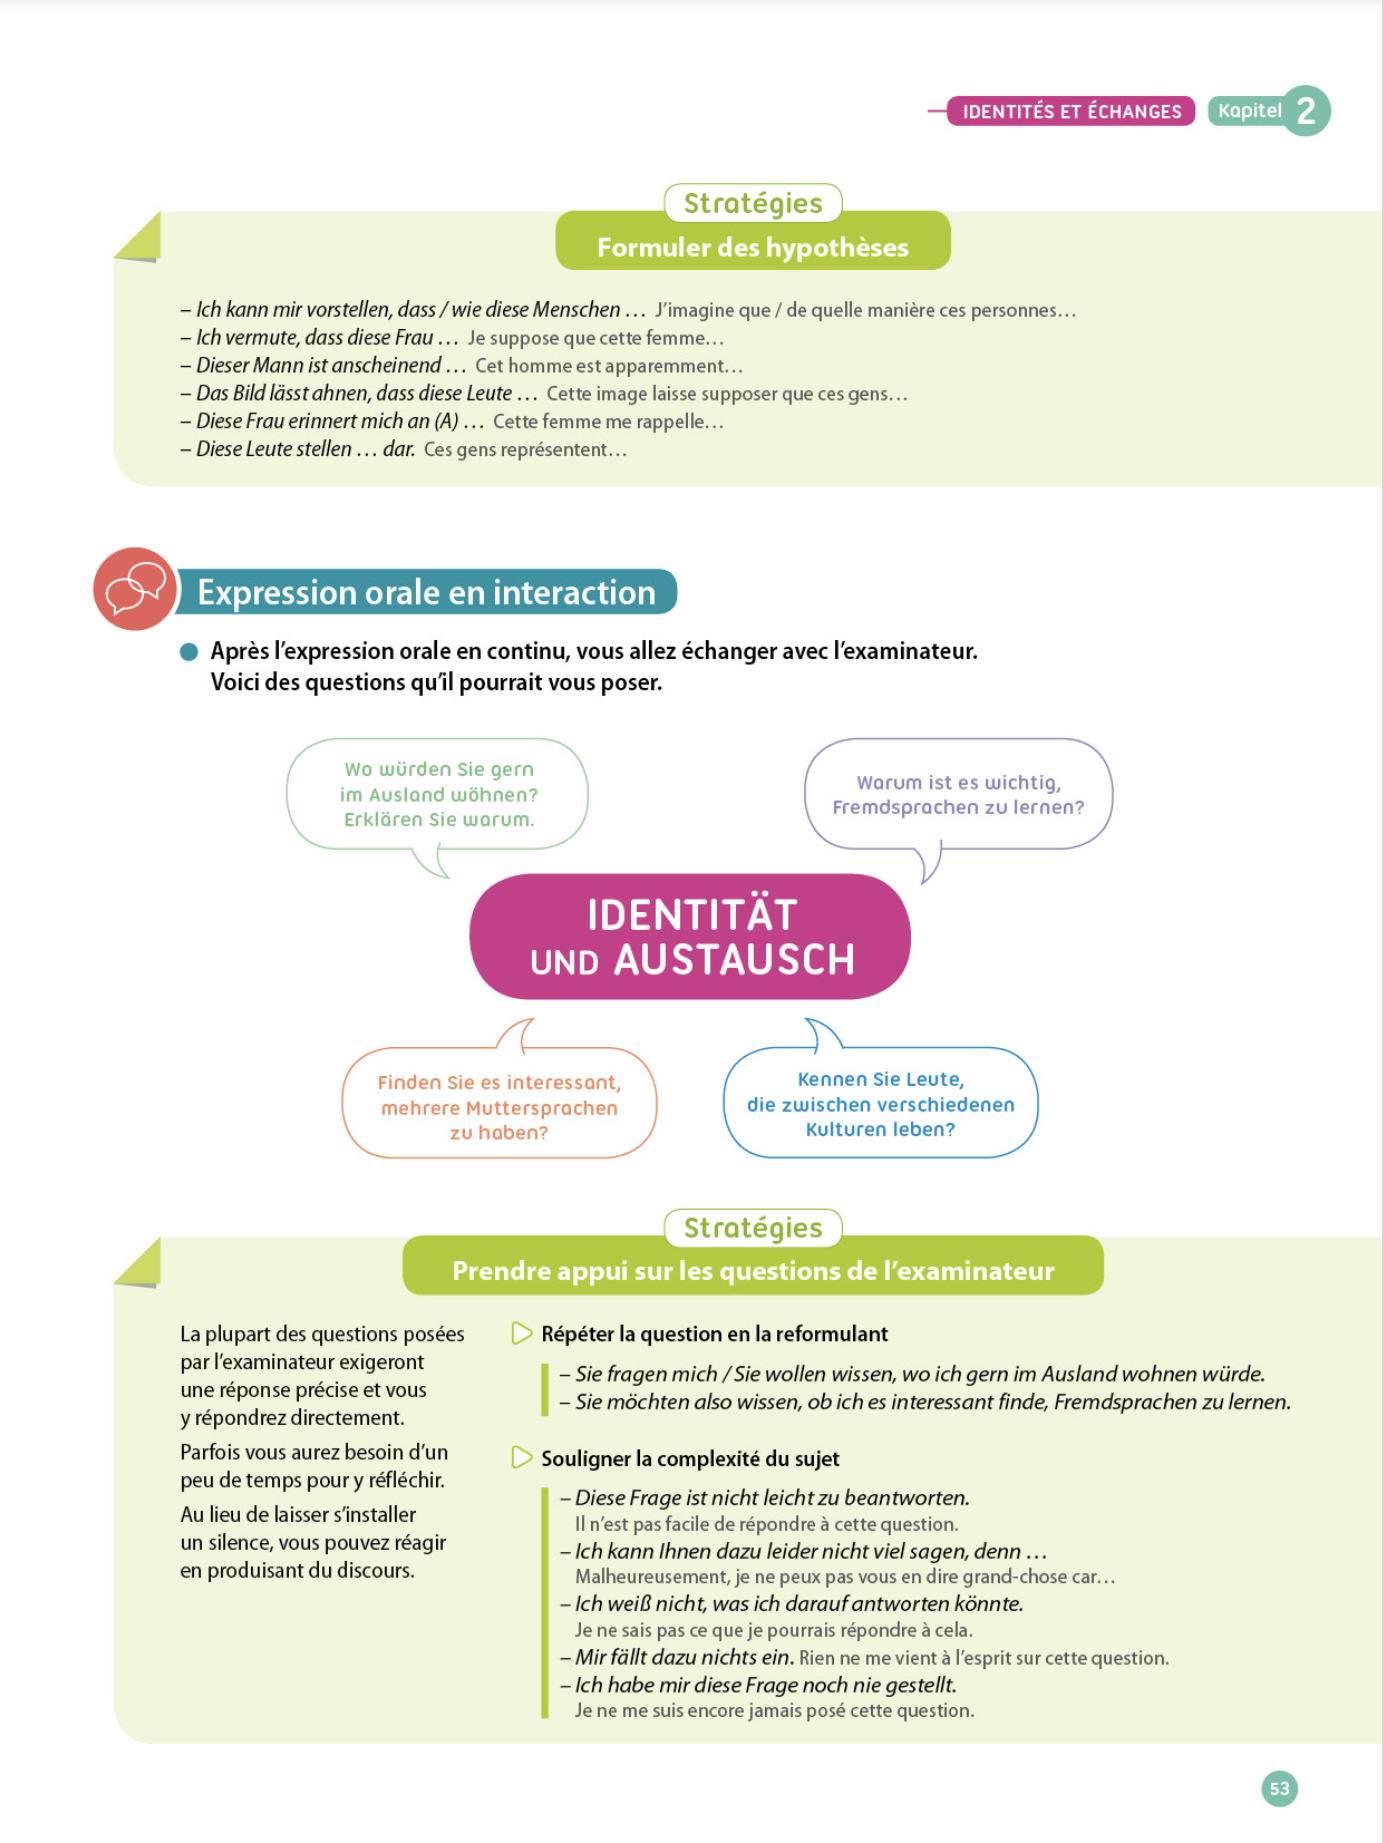 IDENTITÉS ET ÉCHANGES Kapitel 2
Stratégies
Formuler des hypothèses
– Ich kann mir vorstellen, dass / wie diese Menschen … J’imagine que / de quelle manière ces personnes…
– Ich vermute, dass diese Frau … Je suppose que cette femme…
– Dieser Mann ist anscheinend … Cet homme est apparemment…
– Das Bild lässt ahnen, dass diese Leute … Cette image laisse supposer que ces gens…
– Diese Frau erinnert mich an (A) … Cette femme me rappelle…
– Diese Leute stellen … dar. Ces gens représentent…
Expression orale en interaction
Après l’expression orale en continu, vous allez échanger avec l’examinateur.
Voici des questions qu’il pourrait vous poser.
Wo würden Sie gern
im Ausland wöhnen?
Erklären Sie warum.
Warum ist es wichtig,
Fremdsprachen zu lernen?
IDENTITÄT
UND AUSTAUSCH
Finden Sie es interessant,
mehrere Muttersprachen
zu haben?
Kennen Sie Leute,
die zwischen verschiedenen
Kulturen leben?
Stratégies
Prendre appui sur les questions de l’examinateur
La plupart des questions posées
par l’examinateur exigeront
une réponse précise et vous
y répondrez directement.
Parfois vous aurez besoin d’un
peu de temps pour y réfléchir.
Au lieu de laisser s’installer
un silence, vous pouvez réagir
en produisant du discours.
Répéter la question en la reformulant
– Sie fragen mich / Sie wollen wissen, wo ich gern im Ausland wohnen würde.
– Sie möchten also wissen, ob ich es interessant finde, Fremdsprachen zu lernen.
Souligner la complexité du sujet
– Diese Frage ist nicht leicht zu beantworten.
Il n’est pas facile de répondre à cette question.
– Ich kann Ihnen dazu leider nicht viel sagen, denn …
Malheureusement, je ne peux pas vous en dire grand-chose car…
– Ich weiß nicht, was ich darauf antworten könnte.
Je ne sais pas ce que je pourrais répondre à cela.
– Mir fällt dazu nichts ein. Rien ne me vient à l’esprit sur cette question.
– Ich habe mir diese Frage noch nie gestellt.
Je ne me suis encore jamais posé cette question.
53